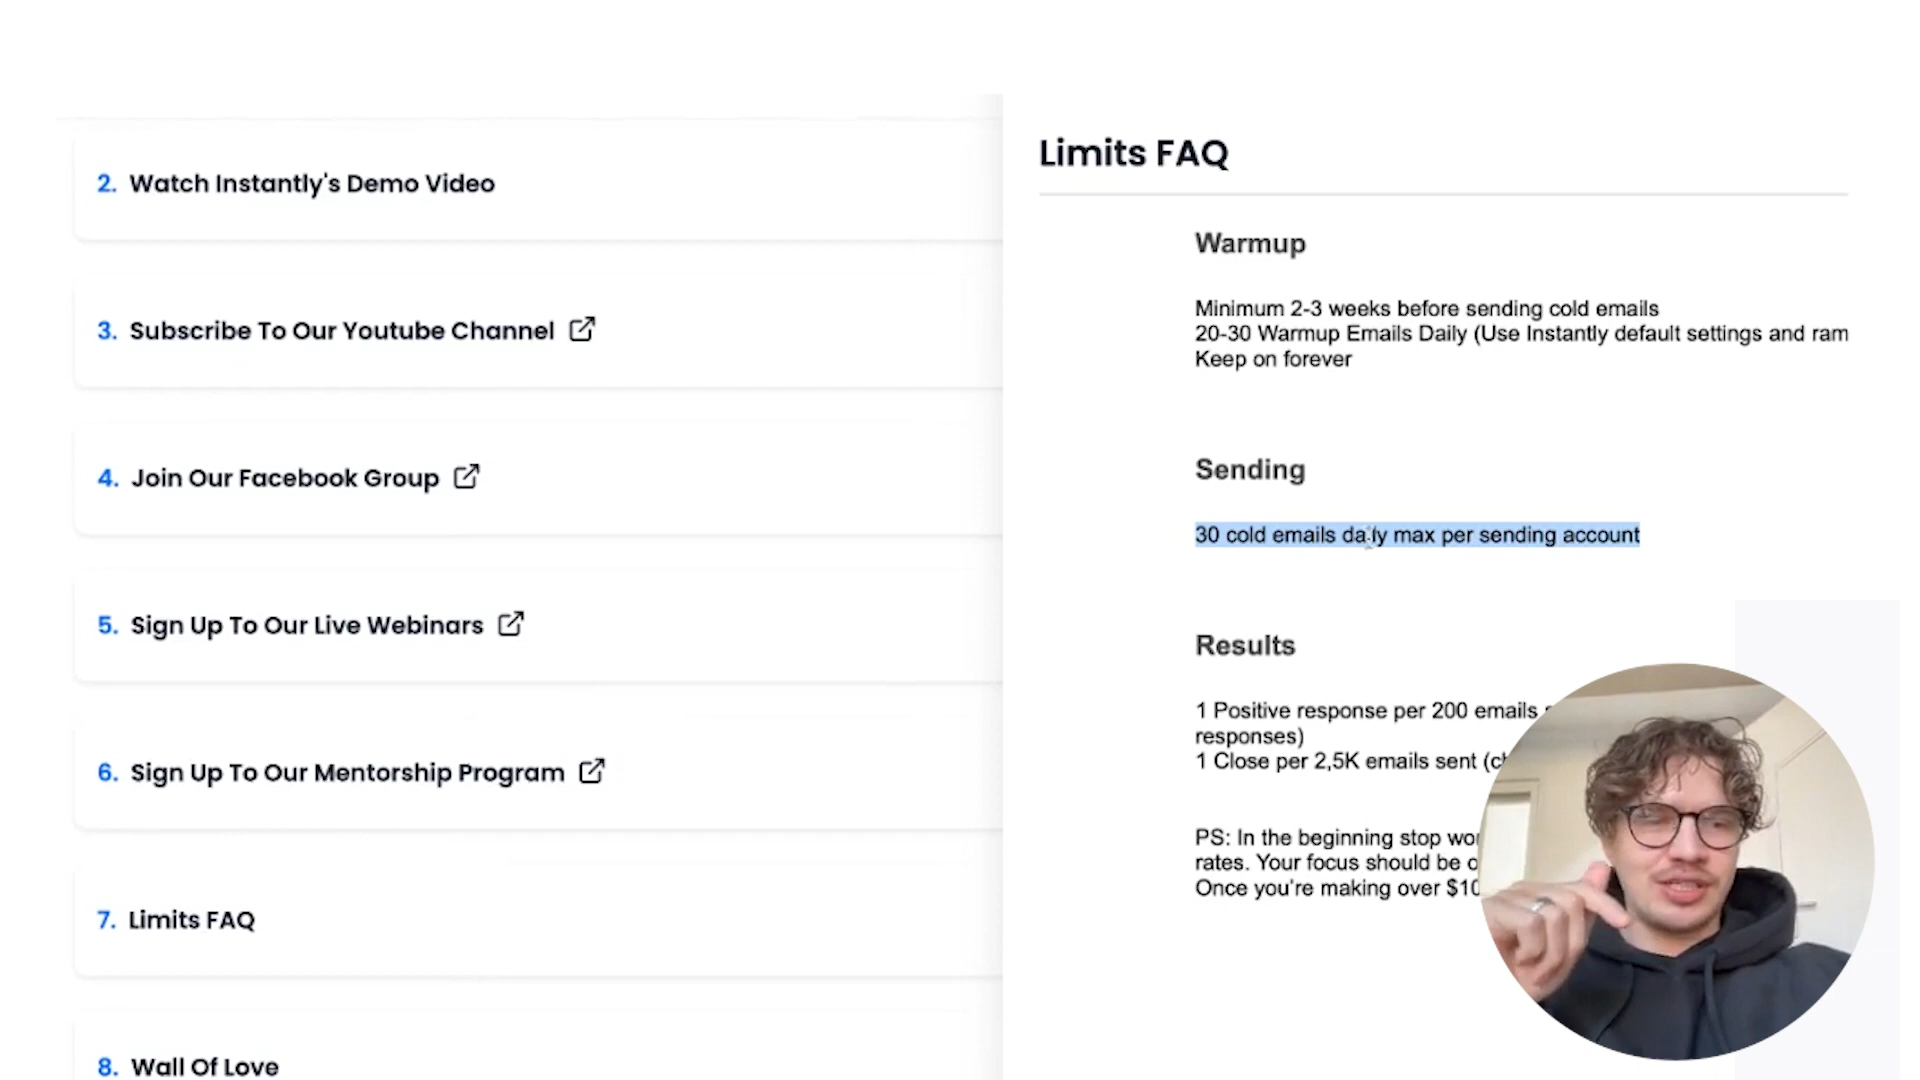 2. Watch Instantly's Demo Video
3. Subscribe To Our Youtube Channel
4. Join Our Facebook Group
5. Sign Up To Our Live Webinars
6. Sign Up To Our Mentorship Program
7. Limits FAQ
8. Wall Of Love
Limits FAQ
Warmup
Minimum 2-3 weeks before sending cold emails
20-30 Warmup Emails Daily (Use Instantly default settings and ram
Keep on forever
Sending
30 cold emails daily max per sending account
Results
1 Positive response per 200 emails
responses)
1 Close per 2,5K emails sent
PS: In the beginning stop
rates. Your focus should be
Once you're making over